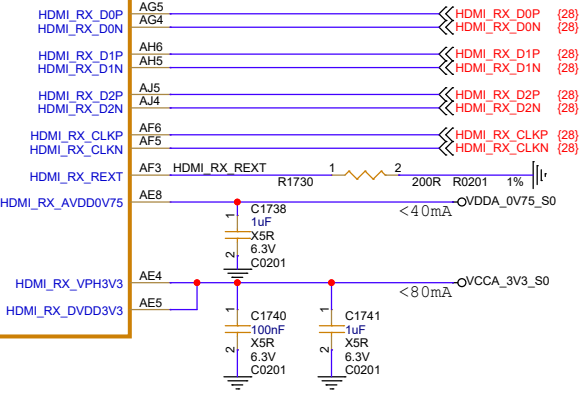 HDMI_RX_D0P AG5 HDMI_RX_D0P {28}
HDMI_RX_D0N AG4 HDMI_RX_D0N {28}
HDMI_RX_D1P AH6 HDMI_RX_D1P {28}
HDMI_RX_D1N AH5 HDMI_RX_D1N {28}
HDMI_RX_D2P AJ5 HDMI_RX_D2P {28}
HDMI_RX_D2N AJ4 HDMI_RX_D2N {28}
HDMI_RX_CLKP AF6 HDMI_RX_CLKP {28}
HDMI_RX_CLKN AF5 HDMI_RX_CLKN {28}
HDMI_RX_REXT AF3 HDMI_RX_REXT 1 2
R1730 200R R0201 1%
HDMI_RX_AVDD0V75 AE8 VDDA_0V75_S0
<40mA
1 C1738
1uF
X5R
2 6.3V
C0201
HDMI_RX_VPH3V3 AE4 VCCA_3V3_S0
<80mA
HDMI_RX_DVDD3V3 AE5
1 C1740 1 C1741
100nF 1uF
X5R X5R
2 6.3V 2 6.3V
C0201 C0201